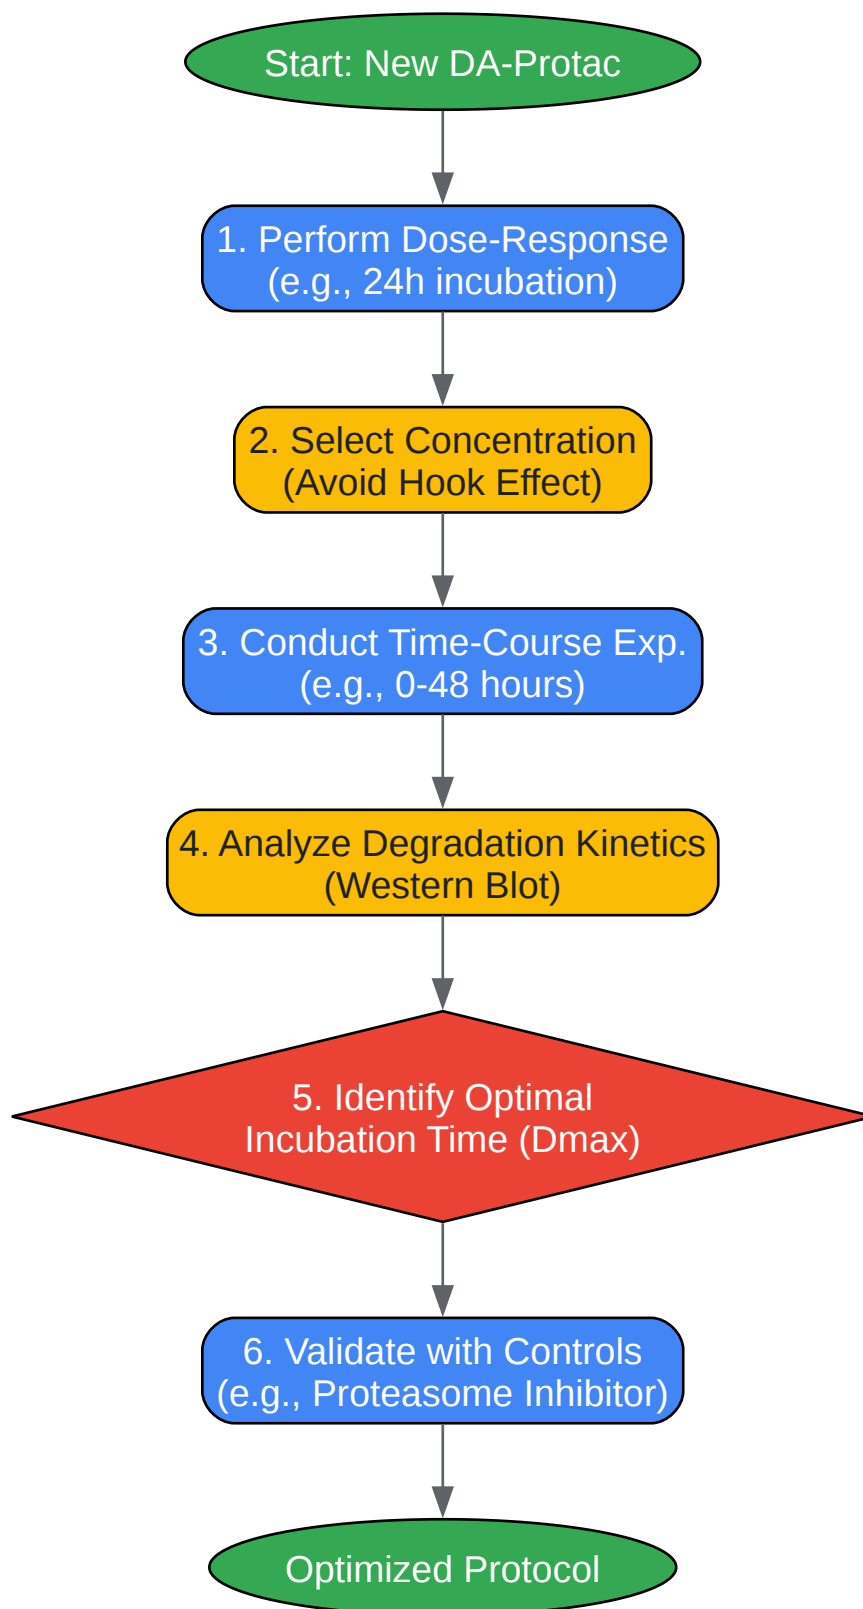 Start: New DA-Protac
1. Perform Dose-Response
(e.g., 24h incubation)
2. Select Concentration
(Avoid Hook Effect)
3. Conduct Time-Course Exp.
(e.g., 0-48 hours)
4. Analyze Degradation Kinetics
(Western Blot)
5. Identify Optimal
Incubation Time (Dmax)
6. Validate with Controls
(e.g., Proteasome Inhibitor)
Optimized Protocol